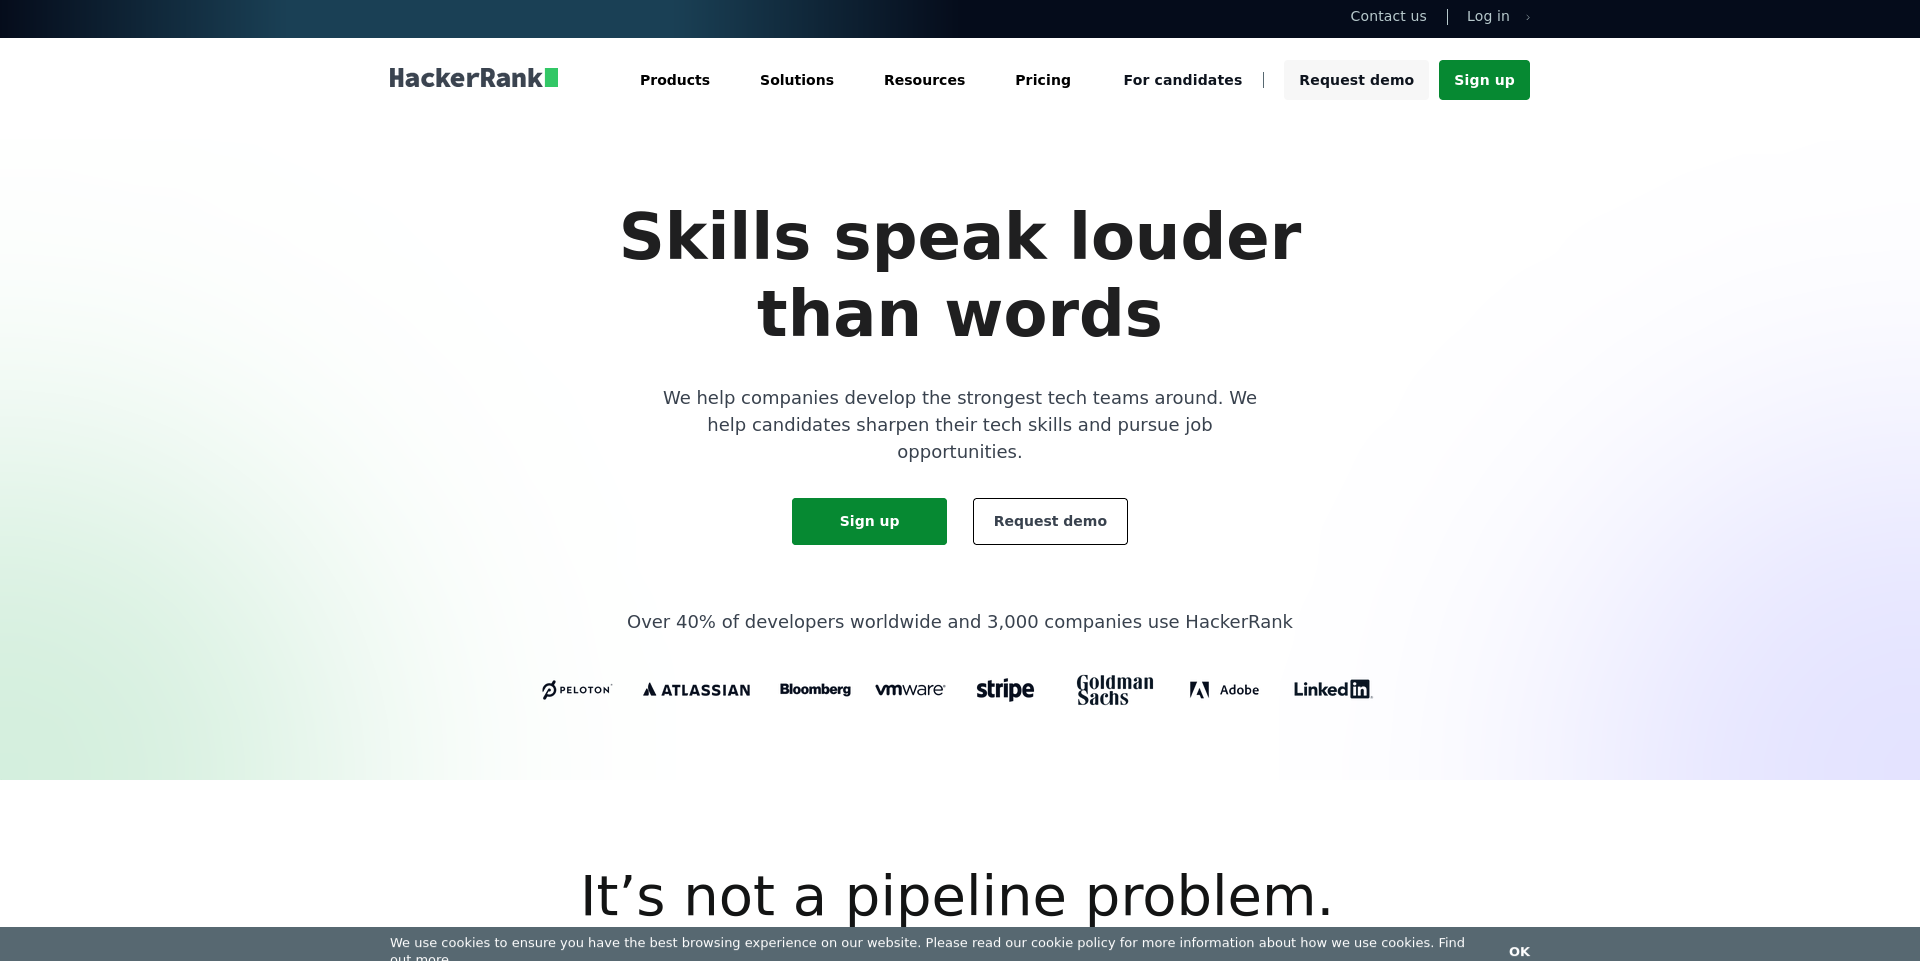 Contact us
Log in ›
HackerRank
Products
Solutions
Resources
Pricing
For candidates
Request demo
Sign up
Skills speak louder
than words
We help companies develop the strongest tech teams around. We
help candidates sharpen their tech skills and pursue job
opportunities.
Sign up
Request demo
Over 40% of developers worldwide and 3,000 companies use HackerRank
PELOTON
ATLASSIAN
Bloomberg
vmware®
stripe
Goldman
Sachs
Adobe
Linked in
It’s not a pipeline problem.
We use cookies to ensure you have the best browsing experience on our website. Please read our cookie policy for more information about how we use cookies. Find
out more
OK